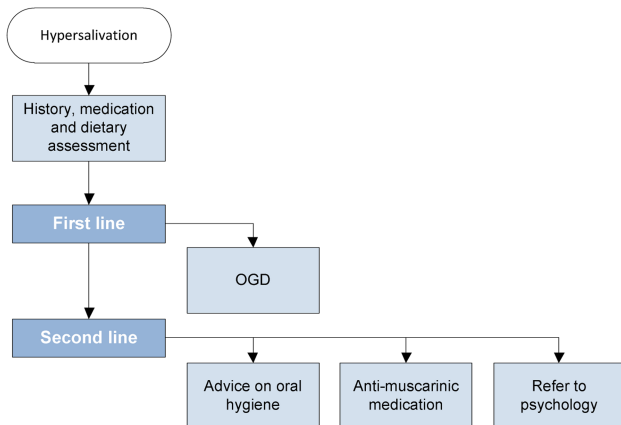 Hypersalivation
History, medication
and dietary
assessment
First line
OGD
Second line
Advice on oral
hygiene
Anti-muscarinic
medication
Refer to
psychology